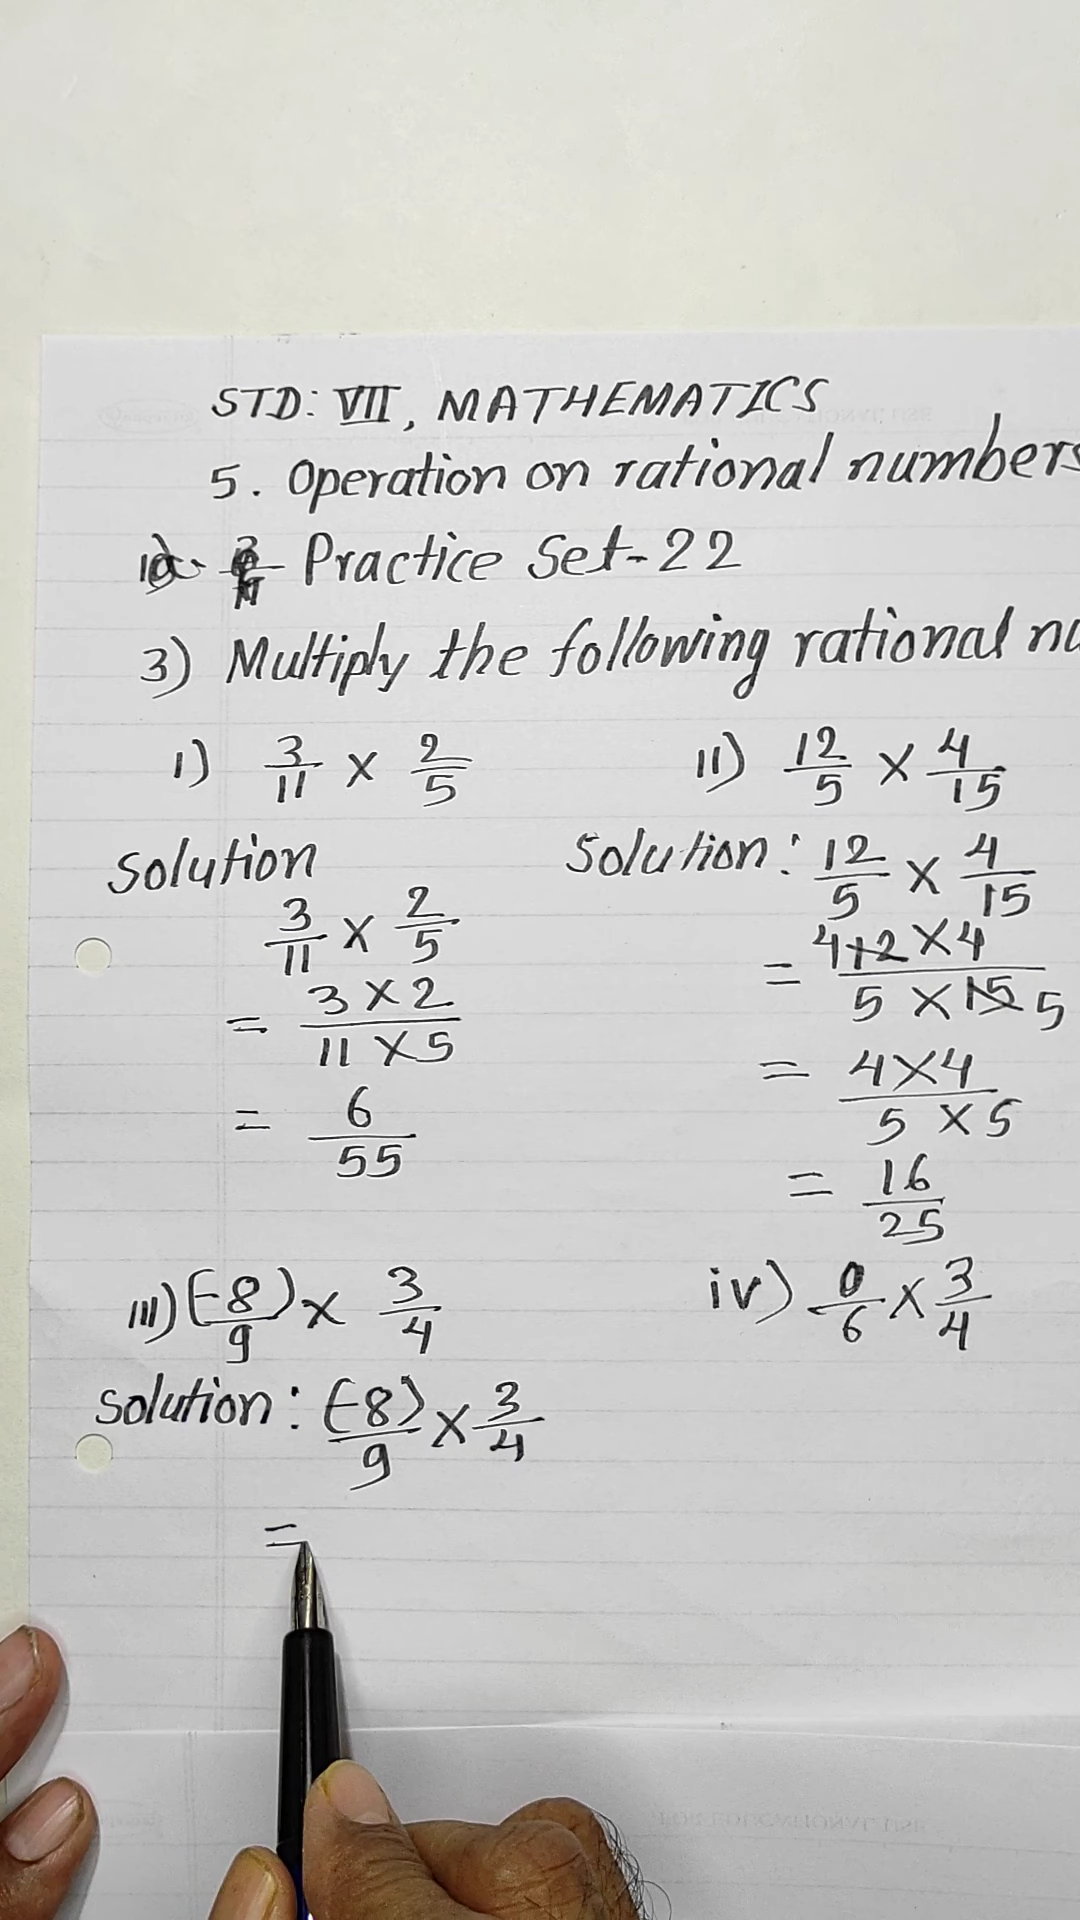 STD: VII, MATHEMATICS
5. Operation on rational numbers
Practice Set-22
3) Multiply the following rational
i) 3/11 × 2/5
ii) 12/5 × 4/15
Solution
3/11 × 2/5
= 3 × 2 / 11 × 5
= 6/55
Solution: 12/5 × 4/15
= 4 12 × 4 / 5 × 15 5
= 4 × 4 / 5 × 5
= 16/25
iii) (-8)/9 × 3/4
iv) 0/6 × 3/4
Solution: (-8)/9 × 3/4
=